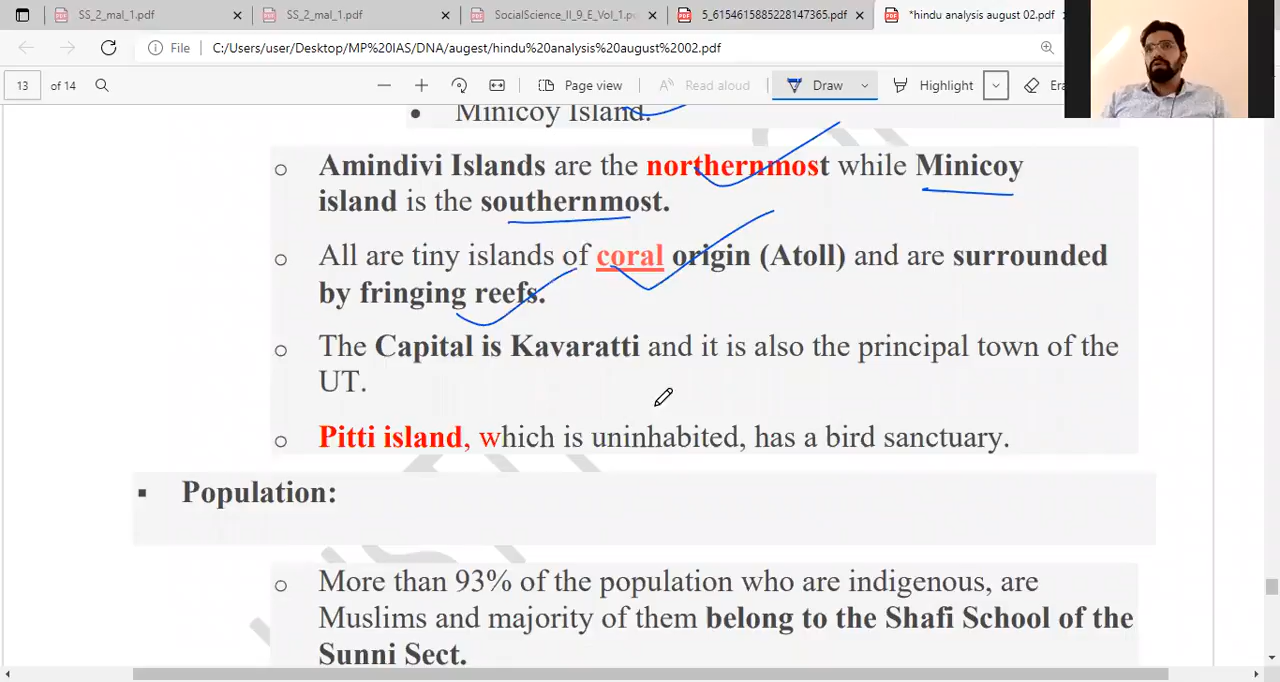 SS_2_mal_1.pdf
SS_2_mal_1.pdf
SocialScience_II_9_E_Vol_1.p
5_6154615885228147365.pdf
*hindu analysis august 02.pdf
File
C:/Users/user/Desktop/MP%20IAS/DNA/augest/hindu%20analysis%20august%2002.pdf
13 of 14
Page view
Read aloud
Draw
Highlight
Era
Minicoy Island.
Amindivi Islands are the northernmost while Minicoy
island is the southernmost.
All are tiny islands of coral origin (Atoll) and are surrounded
by fringing reefs.
The Capital is Kavaratti and it is also the principal town of the
UT.
Pitti island, which is uninhabited, has a bird sanctuary.
Population:
More than 93% of the population who are indigenous, are
Muslims and majority of them belong to the Shafi School of the
Sunni Sect.